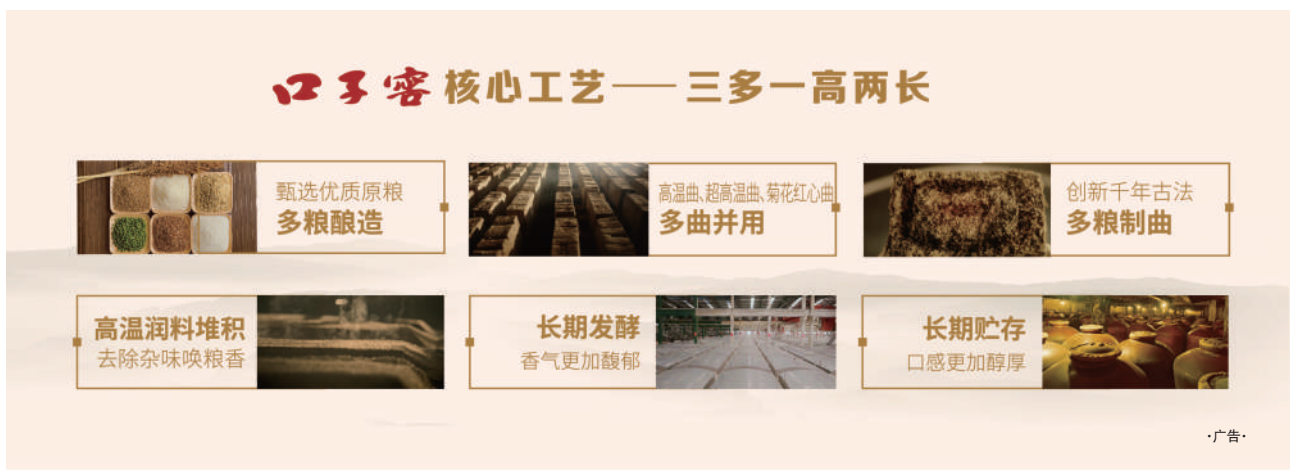 口子窖核心工艺——三多一高两长
甄选优质原粮
多粮酿造
高温曲、超高温曲、菊花红心曲
多曲并用
创新千年古法
多粮制曲
高温润料堆积
去除杂味唤粮香
长期发酵
香气更加馥郁
长期贮存
口感更加醇厚
·广告·